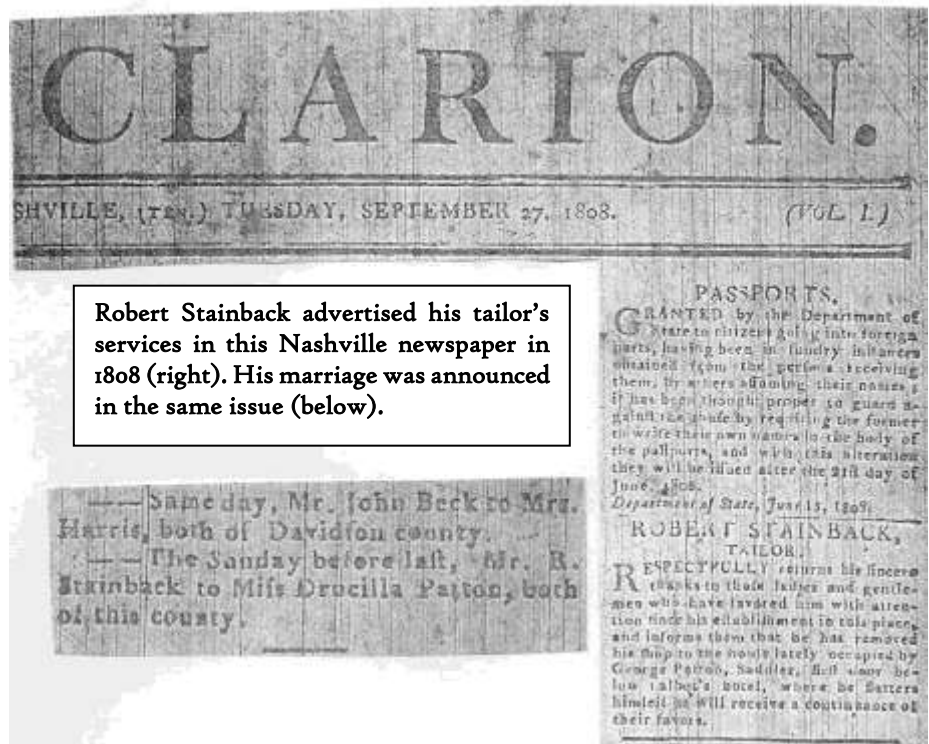 CLARION.
SHVILLE, (TEN.) TUESDAY, SEPTEMBER 27, 1808.
(VOL. I.)
Robert Stainback advertised his tailor's
services in this Nashville newspaper in
1808 (right). His marriage was announced
in the same issue (below).
——Same day, Mr. John Beck to Mrs.
Harris, both of Davidſon county.
——The Sunday before laſt, Mr. R.
Stainback to Miſs Drucilla Patton, both
of this county.
PASSPORTS,
GRANTED by the Department of
State to citizens going into foreign
parts, having been in ſundry inſtances
obtained from the perſons receiving
them, by others aſſuming their names;
it has been thought proper to guard a-
gainſt the abuſe by requiring the former
to write their own names in the body of
the paſſports, and with this alteration
they will be iſſued after the 21ſt day of
June, 1808.
Department of State, June 15, 1808.
ROBERT STAINBACK,
TAILOR,
RESPECTFULLY returns his ſincere
thanks to thoſe ladies and gentle-
men who have favored him with atten-
tion ſince his eſtabliſhment in this place,
and informs them that he has removed
his ſhop to the houſe lately occupied by
George Patton, Saddler, firſt door be-
low Talbot's hotel, where he flatters
himſelf he will receive a continuance of
their favors.